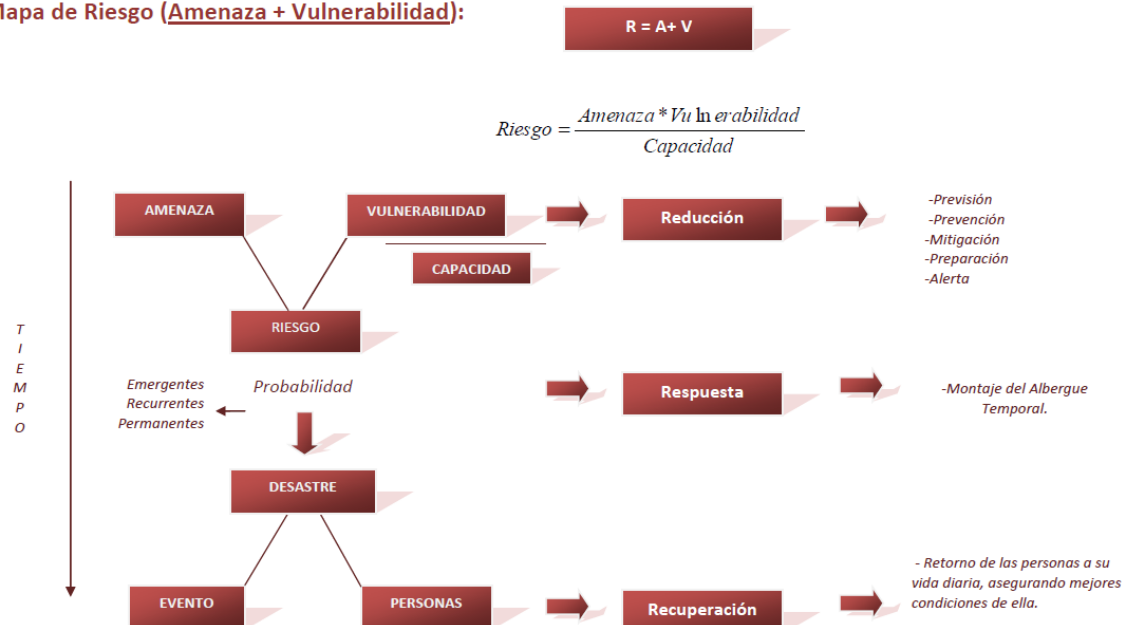 Mapa de Riesgo (Amenaza + Vulnerabilidad):
R = A+ V
Riesgo = Amenaza * Vu ln erabilidad
Capacidad
AMENAZA
VULNERABILIDAD
CAPACIDAD
Reducción
-Previsión
-Prevención
-Mitigación
-Preparación
-Alerta
RIESGO
T
I
E
M
P
O
Emergentes
Recurrentes
Permanentes
Probabilidad
Respuesta
-Montaje del Albergue
Temporal.
DESASTRE
EVENTO
PERSONAS
Recuperación
- Retorno de las personas a su
vida diaria, asegurando mejores
condiciones de ella.